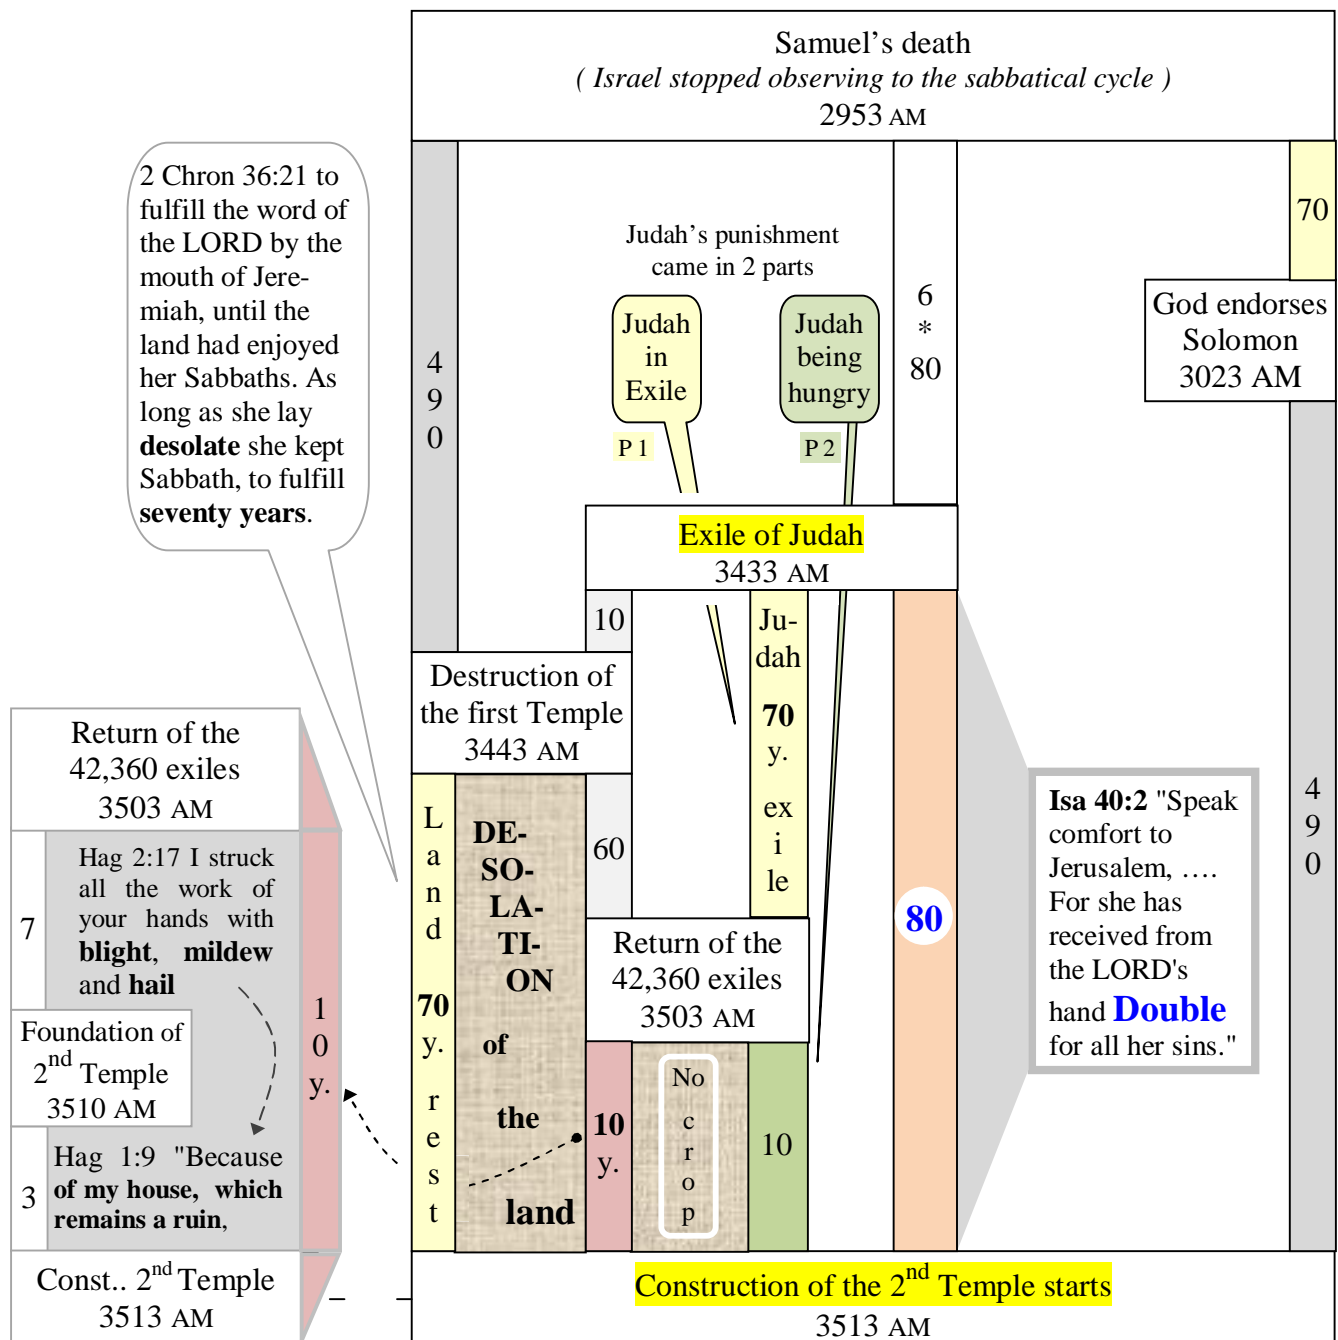 Samuel's death
( Israel stopped observing to the sabbatical cycle )
2953 AM
2 Chron 36:21 to
fulfill the word of
the LORD by the
mouth of Jere-
miah, until the
land had enjoyed
her Sabbaths. As
long as she lay
desolate she kept
Sabbath, to fulfill
seventy years.
Judah's punishment
came in 2 parts
Judah
in
Exile
P 1
Judah
being
hungry
P 2
4
9
0
6
*
80
70
God endorses
Solomon
3023 AM
4
9
0
Exile of Judah
3433 AM
10
Ju-
dah
70
y.
ex
i
le
Destruction of
the first Temple
3443 AM
60
80
Isa 40:2 "Speak
comfort to
Jerusalem, ….
For she has
received from
the LORD's
hand Double
for all her sins."
Return of the
42,360 exiles
3503 AM
7
Hag 2:17 I struck
all the work of
your hands with
blight, mildew
and hail
Foundation of
2nd Temple
3510 AM
3
Hag 1:9 "Because
of my house, which
remains a ruin,
1
0
y.
Const.. 2nd Temple
3513 AM
L
a
n
d
70
y.
r
e
s
t
DE-
SO-
LA-
TI-
ON
of
the
land
Return of the
42,360 exiles
3503 AM
10
y.
No
c
r
o
p
10
Construction of the 2nd Temple starts
3513 AM